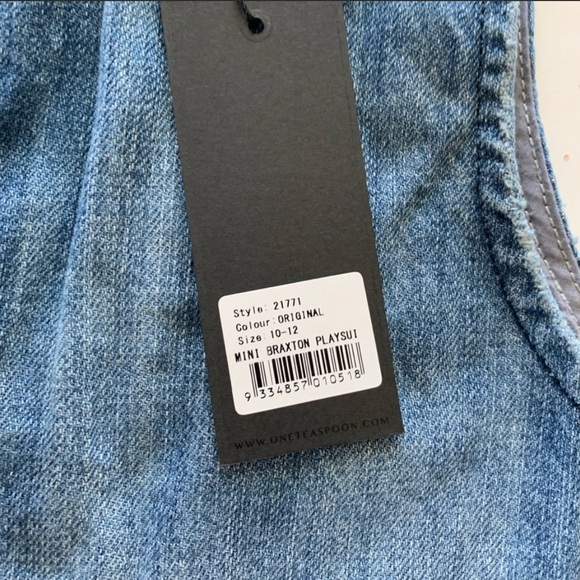 Style: 21771
Colour:ORIGINAL
Size: 10-12
MINI BRAXTON PLAYSUI
9 334857 010518
WWW.ONETEASPOON.COM